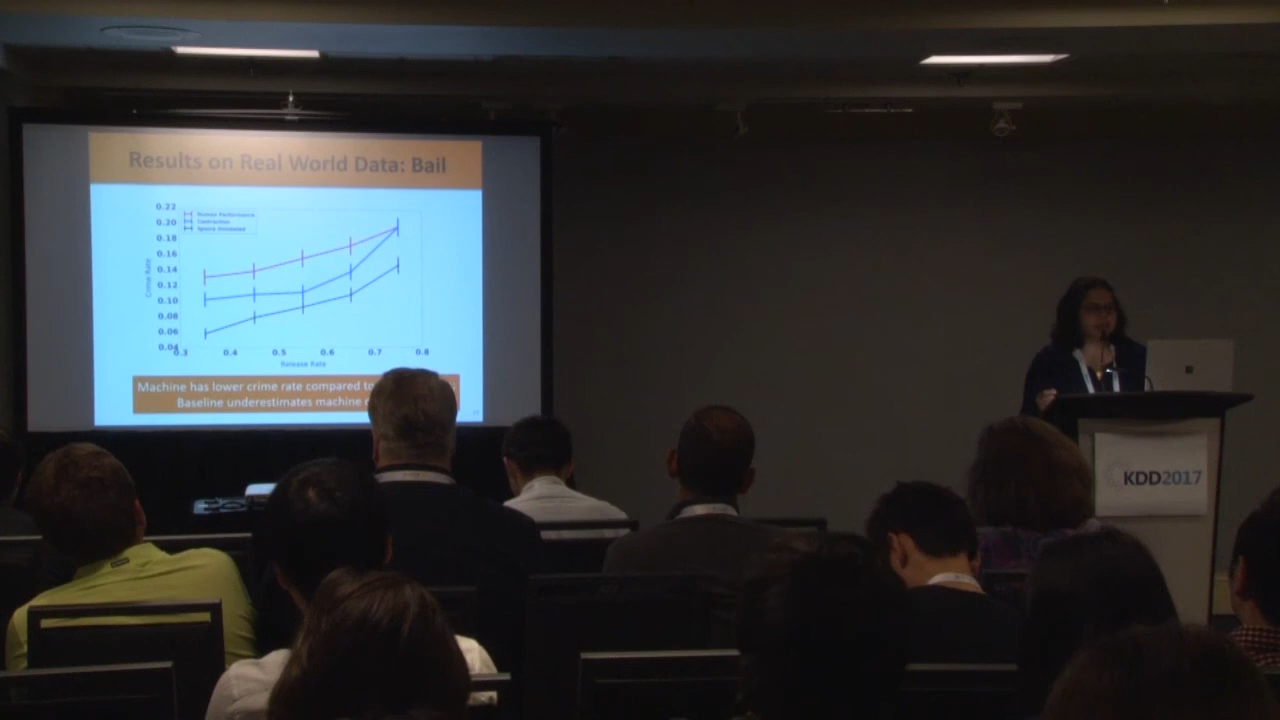 Results on Real World Data: Bail
0.22
0.20
0.18
0.16
0.14
0.12
0.10
0.08
0.06
0.04
Human Performance
Contraction
Crime Rate
0.3 0.4 0.5 0.6 0.7 0.8
Release Rate
Machine has lower crime rate compared to
Baseline underestimates machine
KDD2017